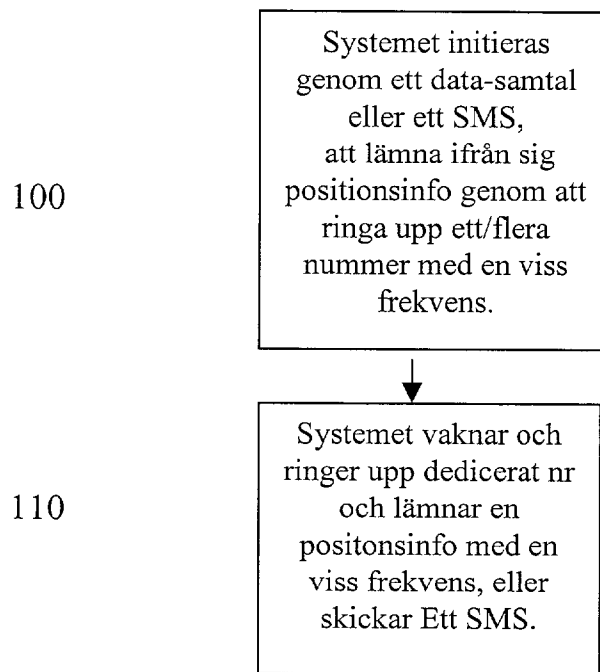 Systemet initieras
genom ett data-samtal
eller ett SMS,
att lämna ifrån sig
100
positionsinfo genom att
ringa upp ett/flera
nummer med en viss
frekvens.
Systemet vaknar och
ringer upp dedicerat nr
110
och lämnar en
positonsinfo med en
viss frekvens, eller
skickar Ett SMS.